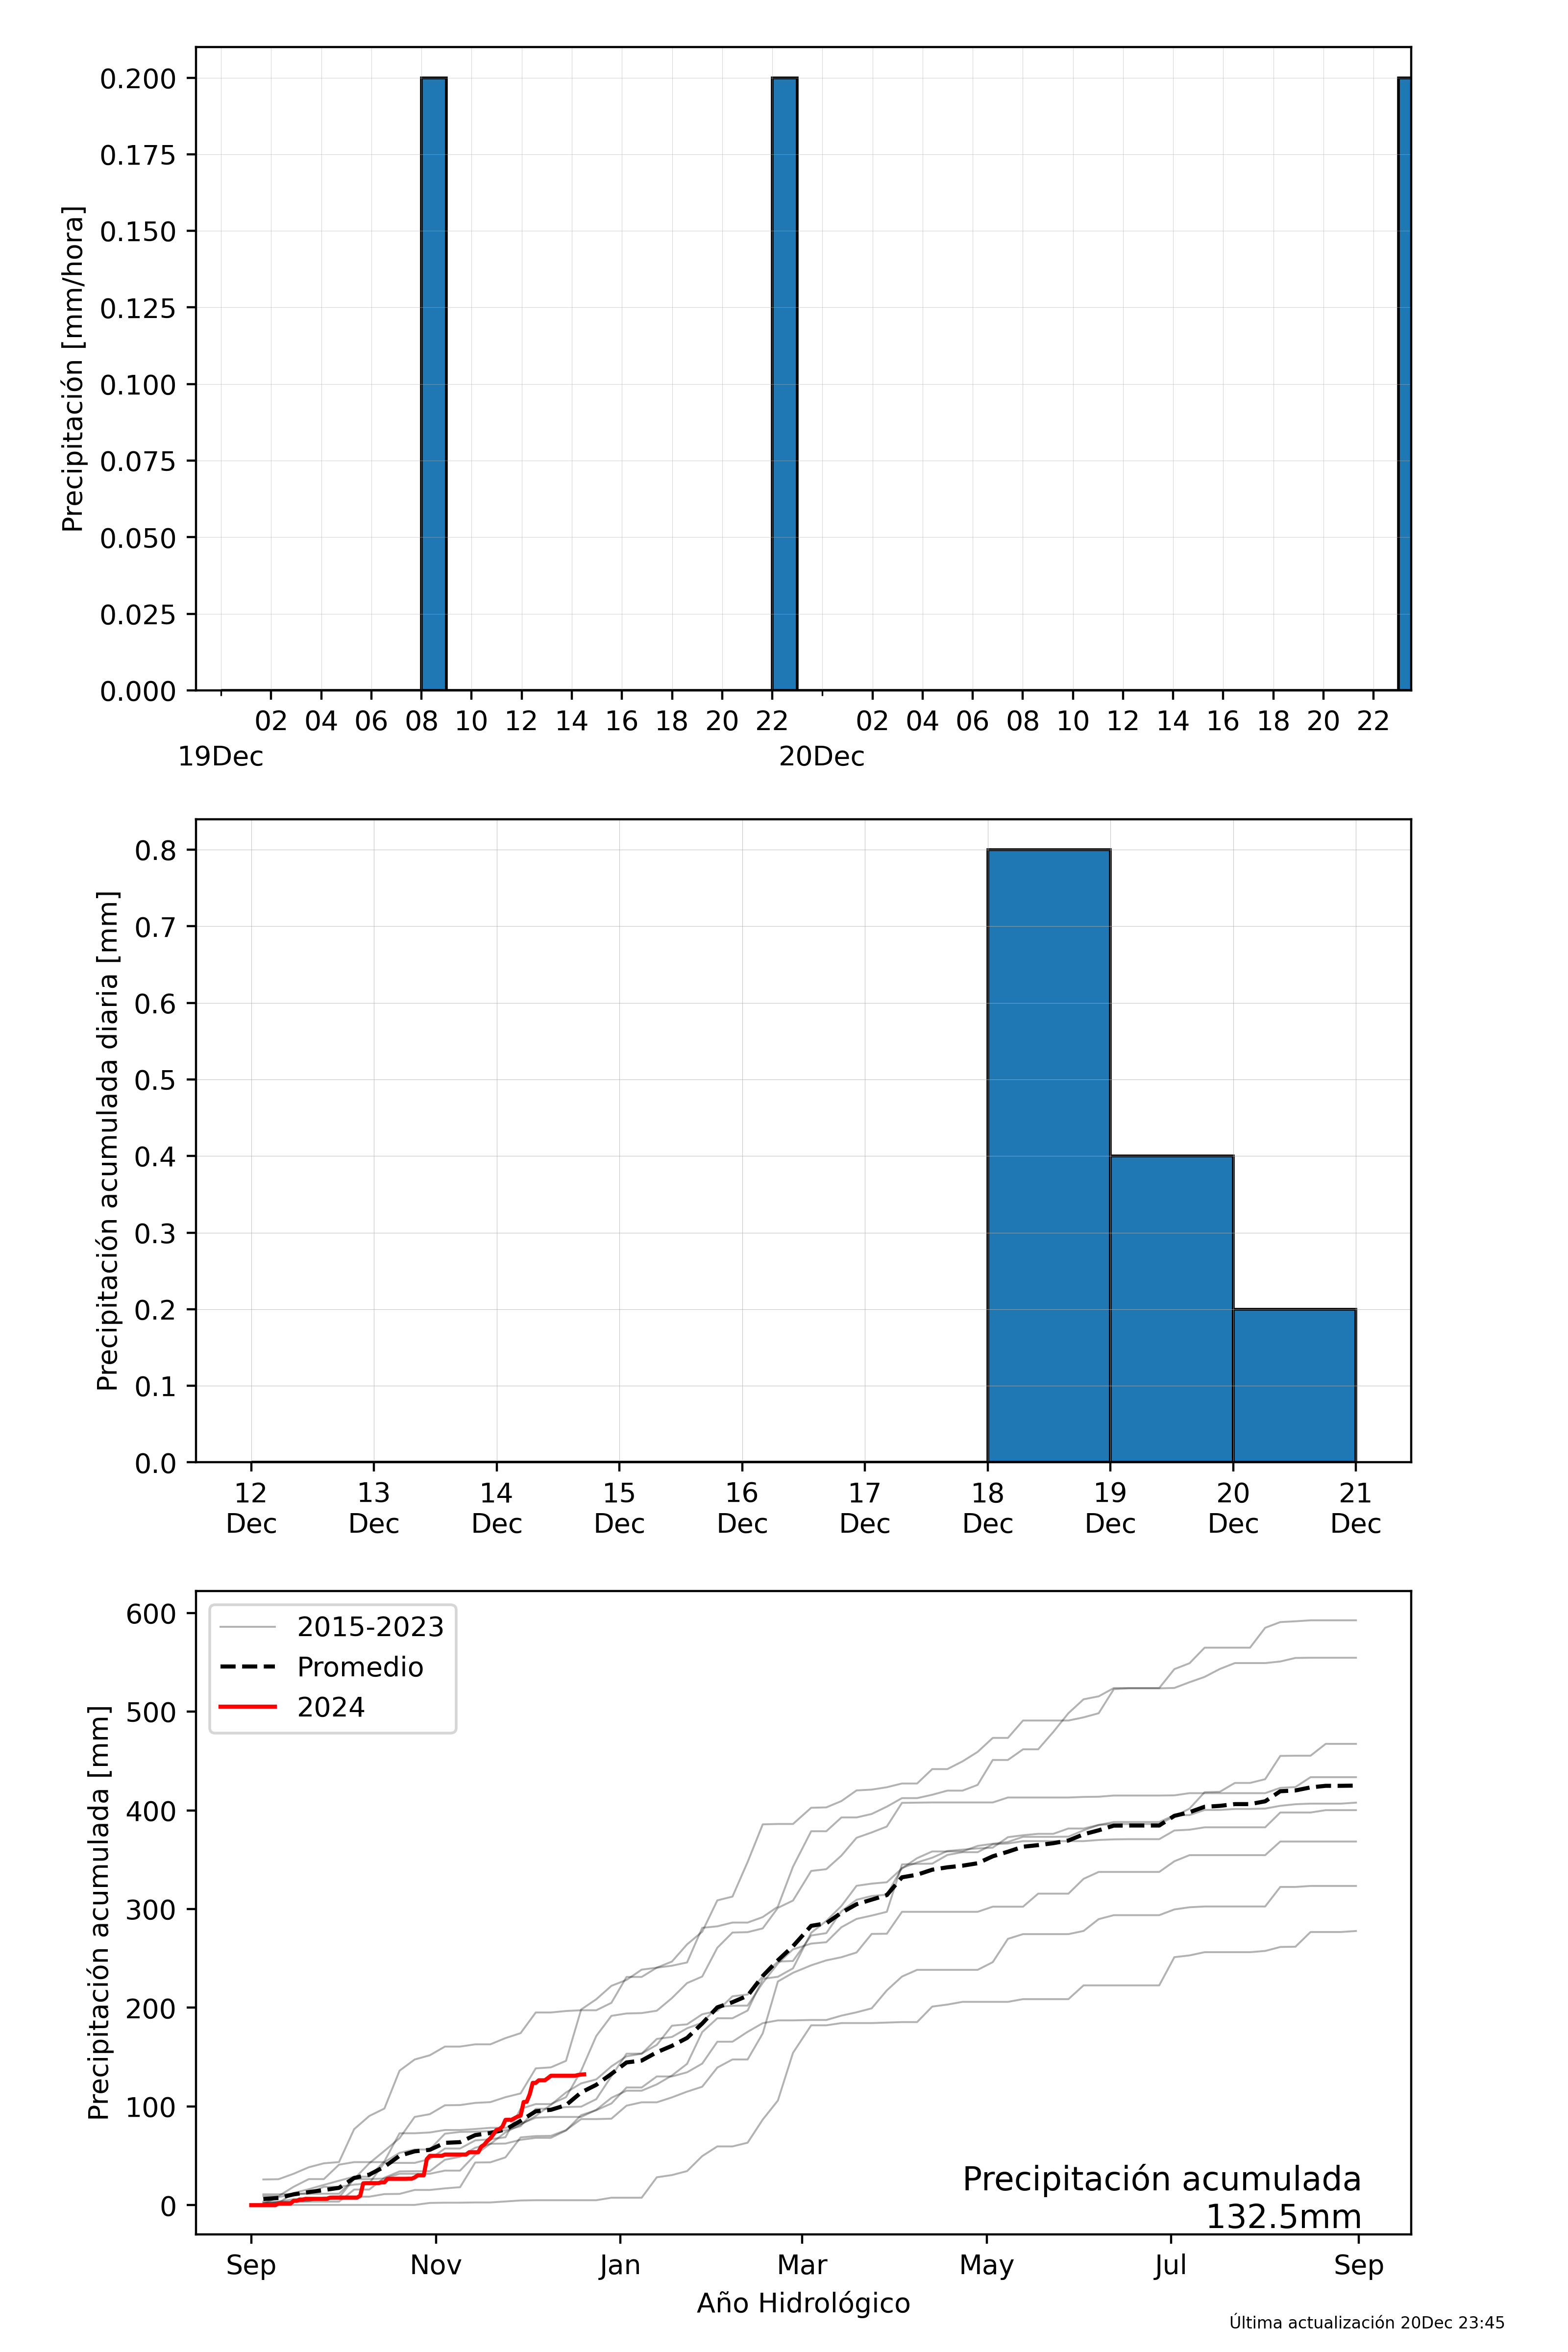 Precipitación [mm/hora]
0.200
0.175
0.150
0.125
0.100
0.075
0.050
0.025
0.000
02 04 06 08 10 12 14 16 18 20 22 02 04 06 08 10 12 14 16 18 20 22
19Dec 20Dec
Precipitación acumulada diaria [mm]
0.8
0.7
0.6
0.5
0.4
0.3
0.2
0.1
0.0
12 13 14 15 16 17 18 19 20 21
Dec Dec Dec Dec Dec Dec Dec Dec Dec Dec
Precipitación acumulada [mm]
600
500
400
300
200
100
0
2015-2023
Promedio
2024
Precipitación acumulada
132.5mm
Sep Nov Jan Mar May Jul Sep
Año Hidrológico
Última actualización 20Dec 23:45